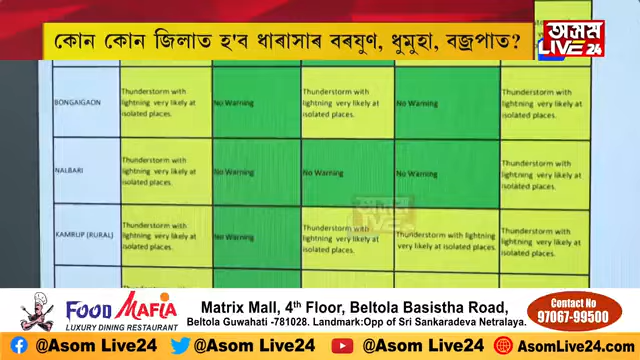 কোন কোন জিলাত হ'ব ধাৰাসাৰ বৰষুণ, ধুমুহা, বজ্ৰপাত?
অসম
LIVE24
BONGAIGAON
Thunderstorm with lightning very likely at isolated places.
No Warning
Thunderstorm with lightning very likely at isolated places.
No Warning
Thunderstorm with lightning very likely at isolated places.
NALBARI
Thunderstorm with lightning very likely at isolated places.
No Warning
No Warning
No Warning
Thunderstorm with lightning very likely at isolated places.
KAMRUP (RURAL)
Thunderstorm with lightning very likely at isolated places.
No Warning
Thunderstorm with lightning very likely at isolated places.
Thunderstorm with lightning very likely at isolated places.
Thunderstorm with lightning very likely at isolated places.
Thunderstorm with
Thunderstorm with
FOOD MAFIA
LUXURY DINING RESTAURANT
Matrix Mall, 4th Floor, Beltola Basistha Road,
Beltola Guwahati -781028. Landmark:Opp of Sri Sankaradeva Netralaya.
Contact No
97067-99500
@Asom Live24 @Asom Live24 Asom Live24 AsomLive24.Com